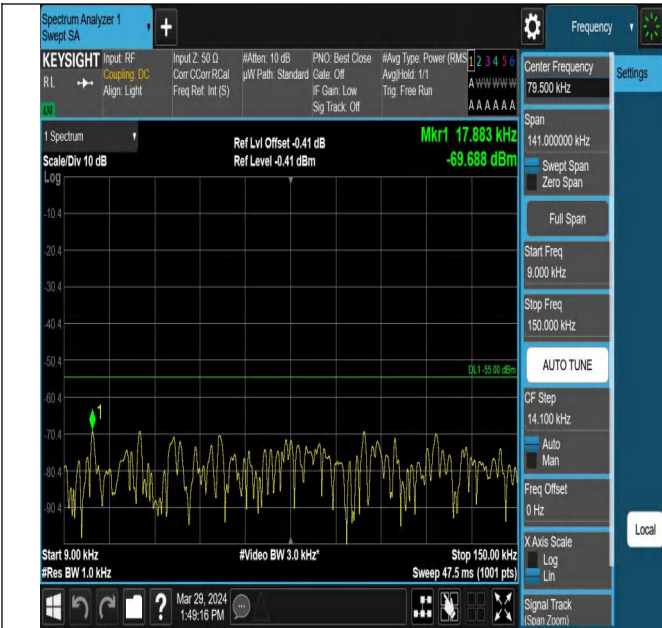 Spectrum Analyzer 1
Swept SA
Frequency
KEYSIGHT
RL
LXI
Input: RF
Coupling: DC
Align: Light
Input Z: 50 Ω
Corr CCorr RCal
Freq Ref: Int (S)
#Atten: 10 dB
µW Path: Standard
PNO: Best Close
Gate: Off
IF Gain: Low
Sig Track: Off
#Avg Type: Power (RMS
Avg|Hold: 1/1
Trig: Free Run
1 2 3 4 5 6
A W W W W W
A A A A A A
1 Spectrum
Scale/Div 10 dB
Log
Ref Lvl Offset -0.41 dB
Ref Level -0.41 dBm
Mkr1 17.883 kHz
-69.688 dBm
-10.4
-20.4
-30.4
-40.4
-50.4
DL1 -55.00 dBm
-60.4
1
-70.4
-80.4
-90.4
Start 9.00 kHz
#Res BW 1.0 kHz
#Video BW 3.0 kHz*
Stop 150.00 kHz
Sweep 47.5 ms (1001 pts)
Mar 29, 2024
1:49:16 PM
Center Frequency
79.500 kHz
Settings
Span
141.000000 kHz
Swept Span
Zero Span
Full Span
Start Freq
9.000 kHz
Stop Freq
150.000 kHz
AUTO TUNE
CF Step
14.100 kHz
Auto
Man
Freq Offset
0 Hz
X Axis Scale
Log
Lin
Local
Signal Track
(Span Zoom)